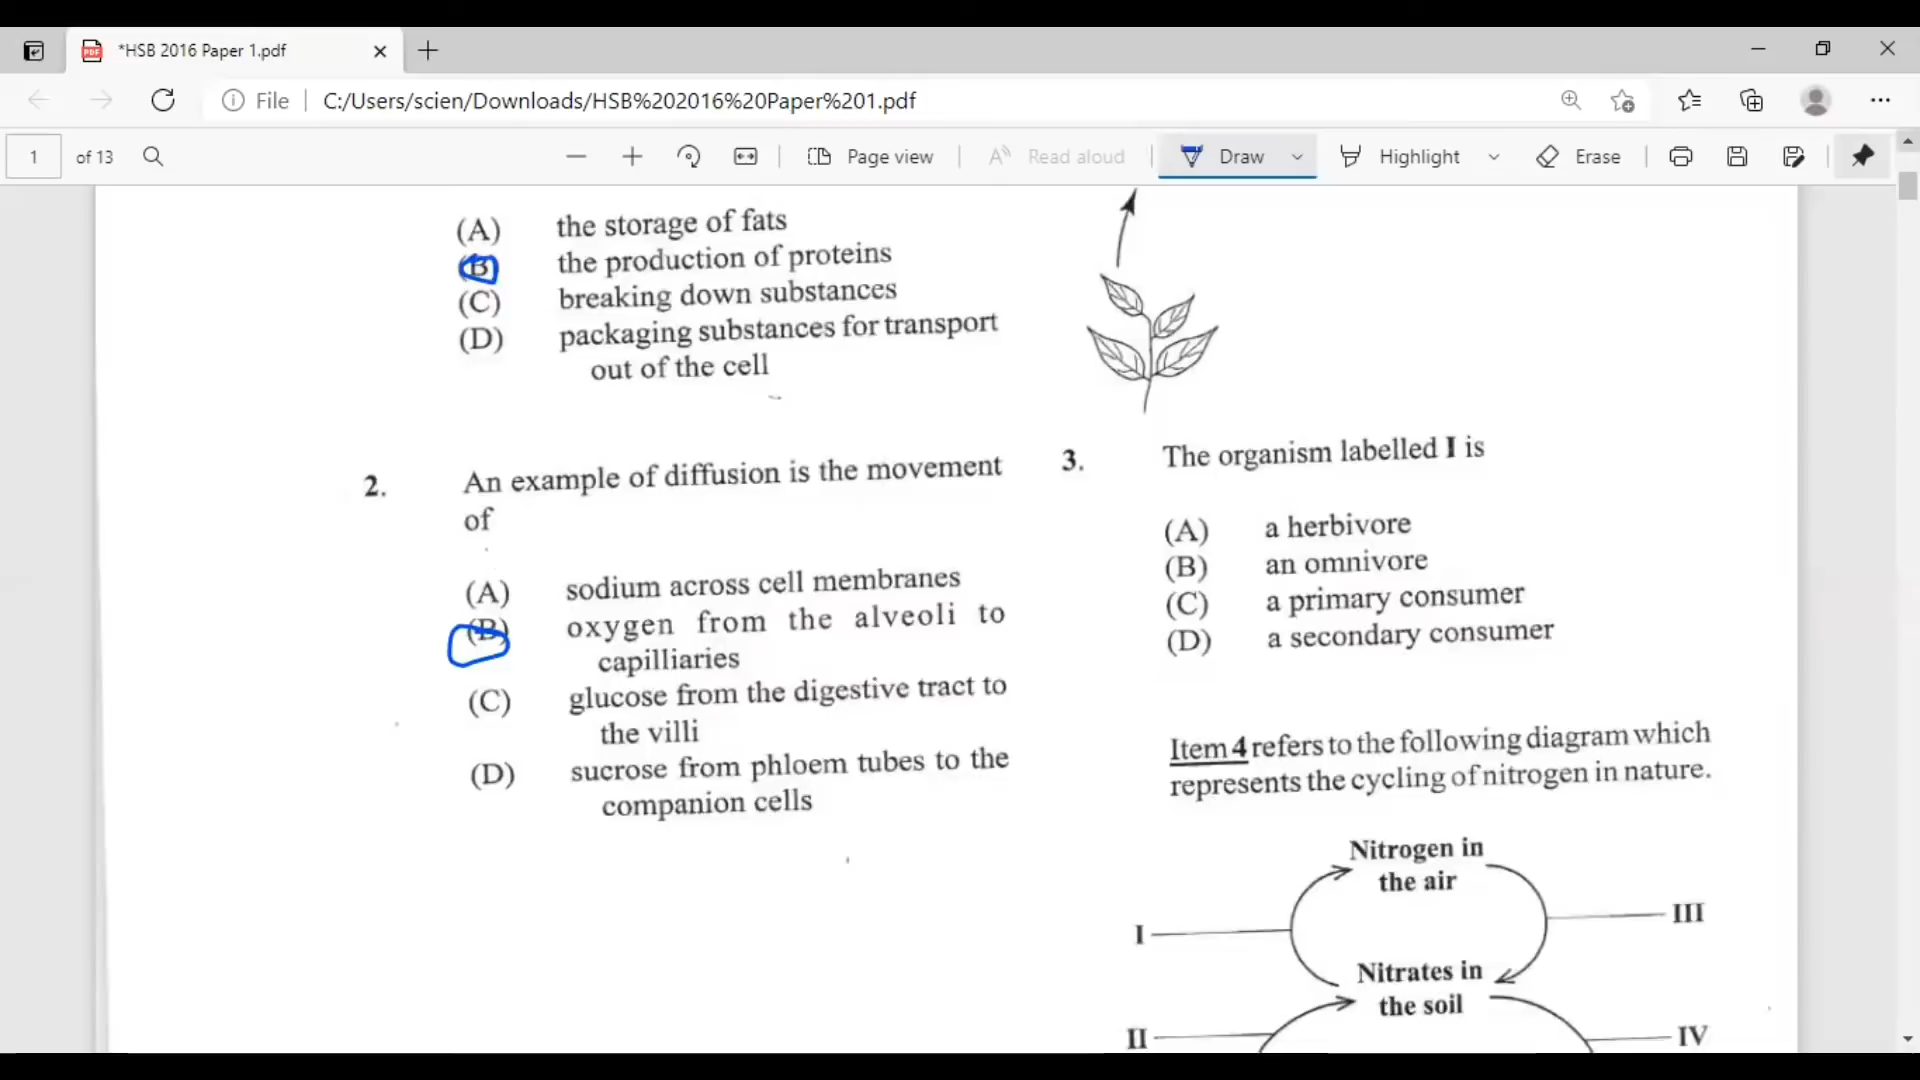 *HSB 2016 Paper 1.pdf
File
C:/Users/scien/Downloads/HSB%202016%20Paper%201.pdf
1 of 13
Page view
Read aloud
Draw
Highlight
Erase
(A) the storage of fats
(B) the production of proteins
(C) breaking down substances
(D) packaging substances for transport
out of the cell
2. An example of diffusion is the movement
of
(A) sodium across cell membranes
(B) oxygen from the alveoli to
capilliaries
(C) glucose from the digestive tract to
the villi
(D) sucrose from phloem tubes to the
companion cells
3. The organism labelled I is
(A) a herbivore
(B) an omnivore
(C) a primary consumer
(D) a secondary consumer
Item 4 refers to the following diagram which
represents the cycling of nitrogen in nature.
Nitrogen in
the air
I
III
Nitrates in
the soil
II
IV